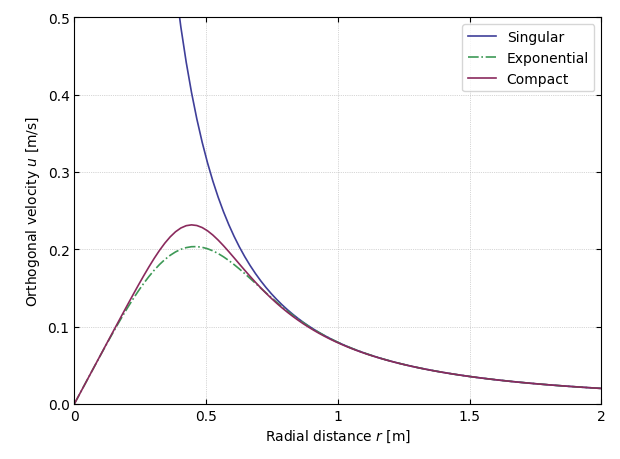 0.5
0.4
0.3
0.2
0.1
0.0
Orthogonal velocity u [m/s]
Singular
Exponential
Compact
0 0.5 1 1.5 2
Radial distance r [m]